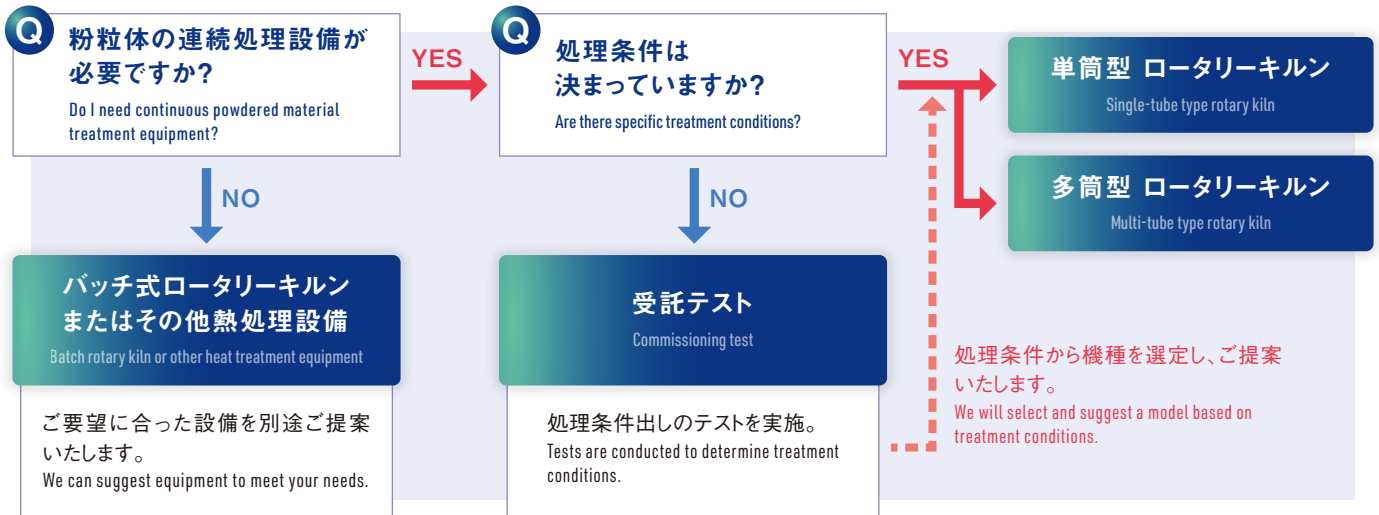 Q
粉粒体の連続処理設備が
必要ですか?
Do I need continuous powdered material
treatment equipment?
YES
Q
処理条件は
決まっていますか?
Are there specific treatment conditions?
YES
単筒型 ロータリーキルン
Single-tube type rotary kiln
多筒型 ロータリーキルン
Multi-tube type rotary kiln
NO
NO
バッチ式ロータリーキルン
またはその他熱処理設備
Batch rotary kiln or other heat treatment equipment
ご要望に合った設備を別途ご提案
いたします。
We can suggest equipment to meet your needs.
受託テスト
Commissioning test
処理条件出しのテストを実施。
Tests are conducted to determine treatment
conditions.
処理条件から機種を選定し、ご提案
いたします。
We will select and suggest a model based on
treatment conditions.